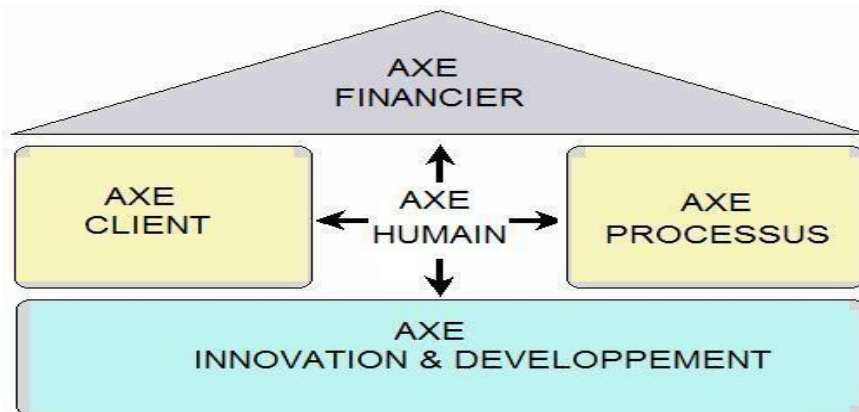 AXE
FINANCIER
AXE
CLIENT
AXE
HUMAIN
AXE
PROCESSUS
AXE
INNOVATION & DEVELOPPEMENT